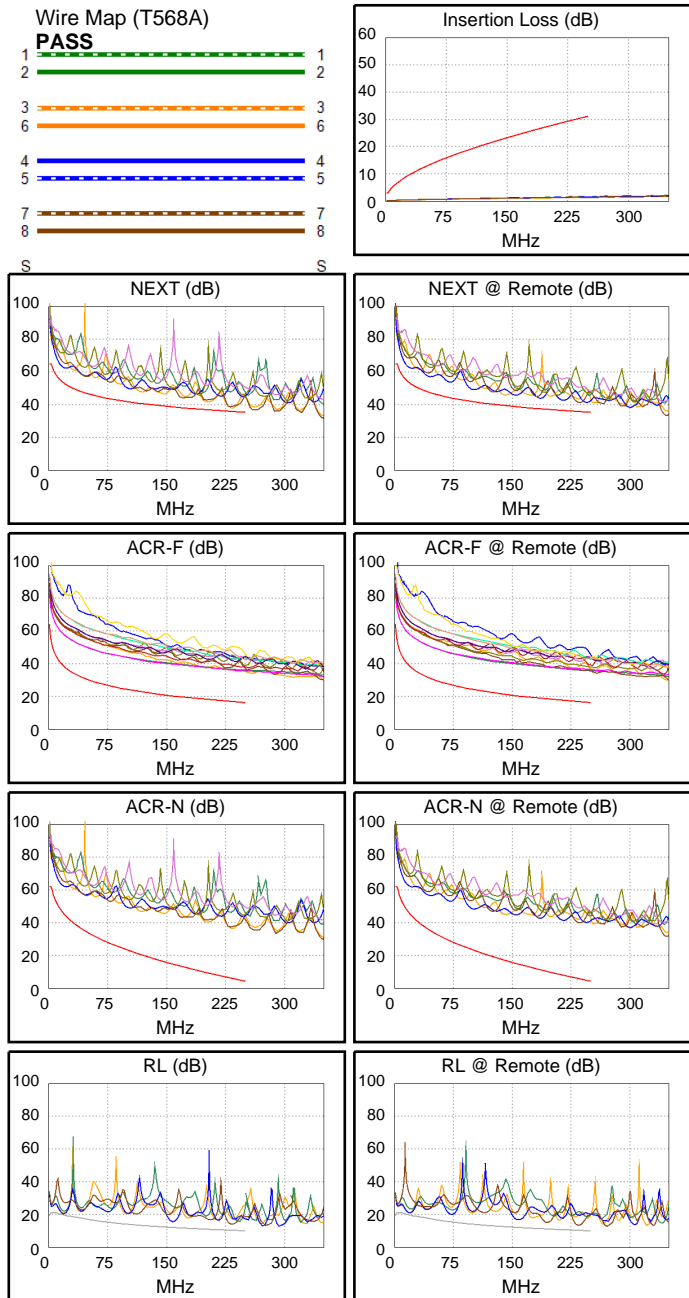 Wire Map (T568A)
PASS
1 1
2 2
3 3
6 6
4 4
5 5
7 7
8 8
S S
Insertion Loss (dB)
60
50
40
30
20
10
0
0 75 150 225 300
MHz
NEXT (dB)
100
80
60
40
20
0
0 75 150 225 300
MHz
NEXT @ Remote (dB)
100
80
60
40
20
0
0 75 150 225 300
MHz
ACR-F (dB)
100
80
60
40
20
0
0 75 150 225 300
MHz
ACR-F @ Remote (dB)
100
80
60
40
20
0
0 75 150 225 300
MHz
ACR-N (dB)
100
80
60
40
20
0
0 75 150 225 300
MHz
ACR-N @ Remote (dB)
100
80
60
40
20
0
0 75 150 225 300
MHz
RL (dB)
100
80
60
40
20
0
0 75 150 225 300
MHz
RL @ Remote (dB)
100
80
60
40
20
0
0 75 150 225 300
MHz